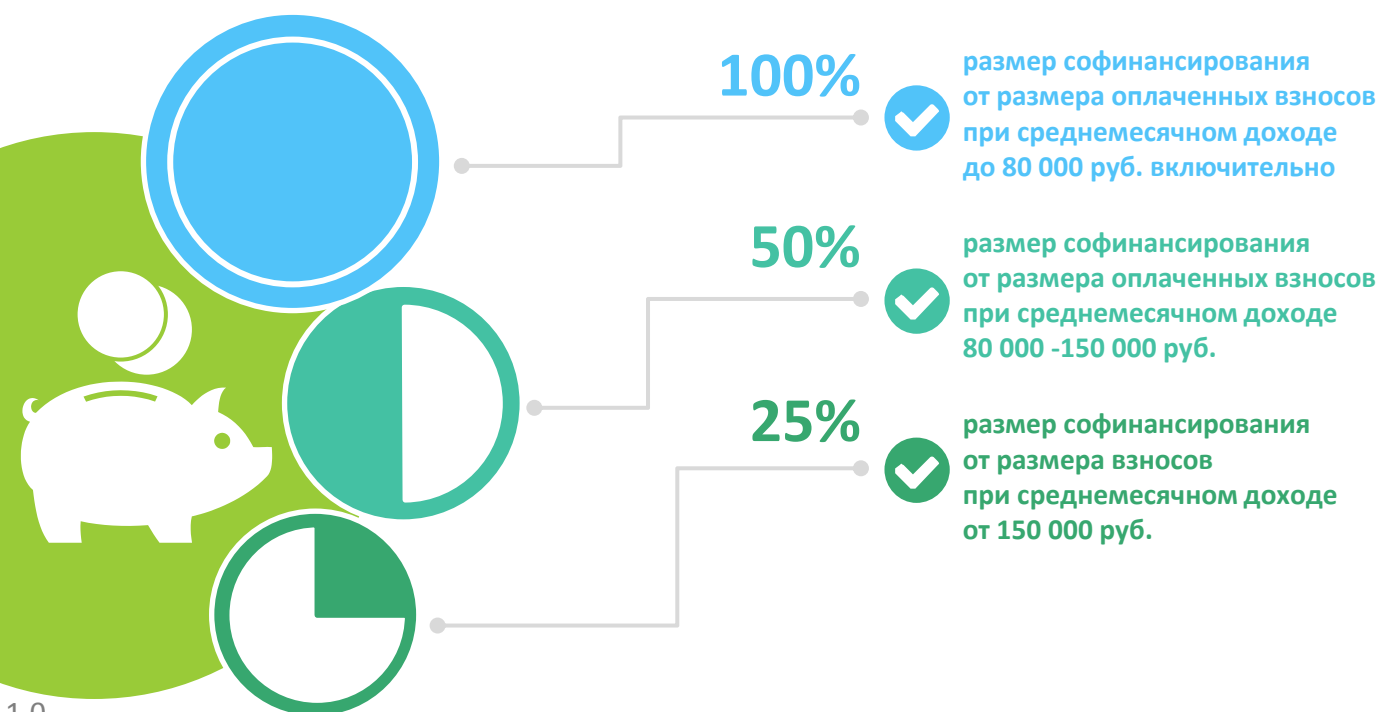 100%
размер софинансирования
от размера оплаченных взносов
при среднемесячном доходе
до 80 000 руб. включительно
50%
размер софинансирования
от размера оплаченных взносов
при среднемесячном доходе
80 000 -150 000 руб.
25%
размер софинансирования
от размера взносов
при среднемесячном доходе
от 150 000 руб.